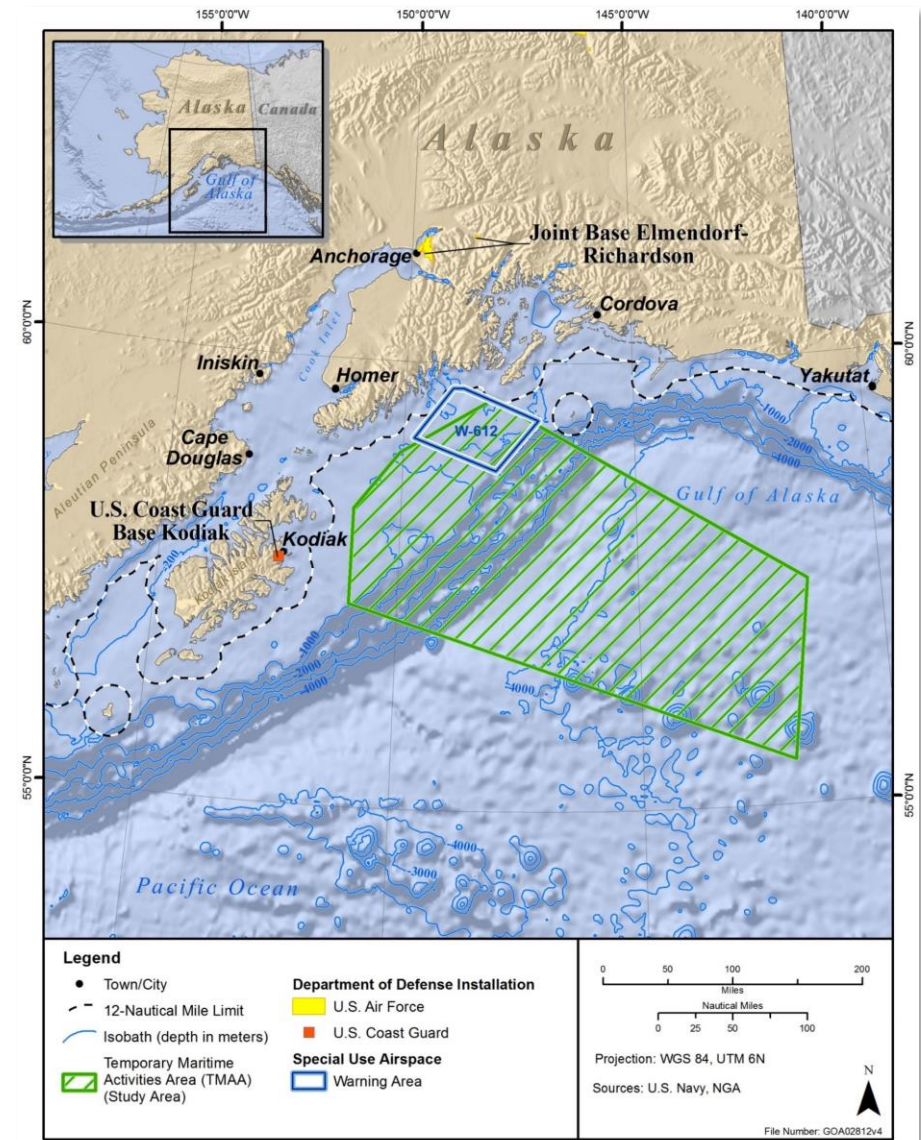 155°0'0"W
150°0'0"W
145°0'0"W
140°0'0"W
Alaska
Canada
Gulf of
Alaska
Alaska
Joint Base Elmendorf-
Richardson
Anchorage
Cordova
60°0'0"N
60°0'0"N
Cook Inlet
Iniskin
Homer
Yakutat
-1000
-2000
-4000
W-612
Cape
Douglas
Aleutian Peninsula
Gulf of Alaska
U.S. Coast Guard
Base Kodiak
Kodiak
-200
-1000
-2000
-4000
-4000
55°0'0"N
55°0'0"N
-4000
-3000
Pacific Ocean
Legend
Town/City
12-Nautical Mile Limit
Isobath (depth in meters)
Temporary Maritime
Activities Area (TMAA)
(Study Area)
Department of Defense Installation
U.S. Air Force
U.S. Coast Guard
Special Use Airspace
Warning Area
0 50 100 200
Miles
Nautical Miles
0 25 50 100
Projection: WGS 84, UTM 6N
Sources: U.S. Navy, NGA
N
File Number: GOA02812v4